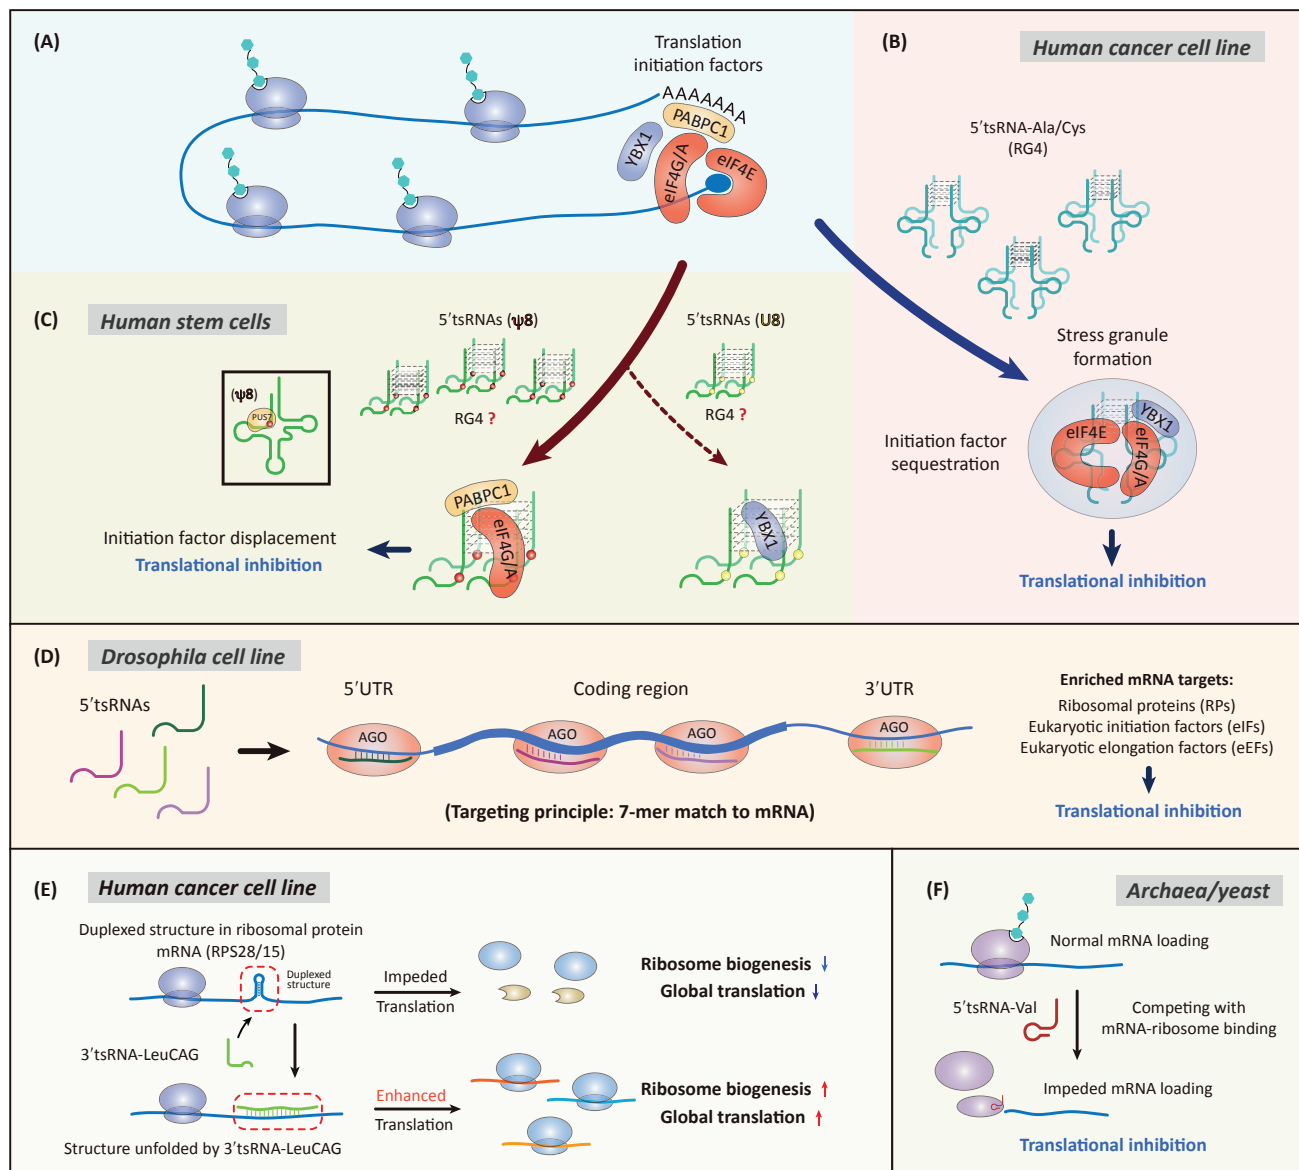 (A)
Translation
initiation factors
AAAAAAA
PABPC1
YBX1
eIF4G/A
eIF4E
(B)
Human cancer cell line
5′tsRNA-Ala/Cys
(RG4)
Stress granule
formation
Initiation factor
sequestration
eIF4E
YBX1
eIF4G/A
Translational inhibition
(C)
Human stem cells
5′tsRNAs (ψ8)
5′tsRNAs (U8)
(ψ8)
PUS7
RG4 ?
RG4 ?
PABPC1
eIF4G/A
YBX1
Initiation factor displacement
Translational inhibition
(D)
Drosophila cell line
5′tsRNAs
5′UTR
Coding region
3′UTR
AGO
AGO
AGO
AGO
(Targeting principle: 7-mer match to mRNA)
Enriched mRNA targets:
Ribosomal proteins (RPs)
Eukaryotic initiation factors (eIFs)
Eukaryotic elongation factors (eEFs)
Translational inhibition
(E)
Human cancer cell line
Duplexed structure in ribosomal protein
mRNA (RPS28/15)
Duplexed
structure
Impeded
Translation
Ribosome biogenesis ↓
Global translation ↓
3′tsRNA-LeuCAG
Enhanced
Translation
Ribosome biogenesis ↑
Global translation ↑
Structure unfolded by 3′tsRNA-LeuCAG
(F)
Archaea/yeast
Normal mRNA loading
5′tsRNA-Val
Competing with
mRNA-ribosome binding
Impeded mRNA loading
Translational inhibition